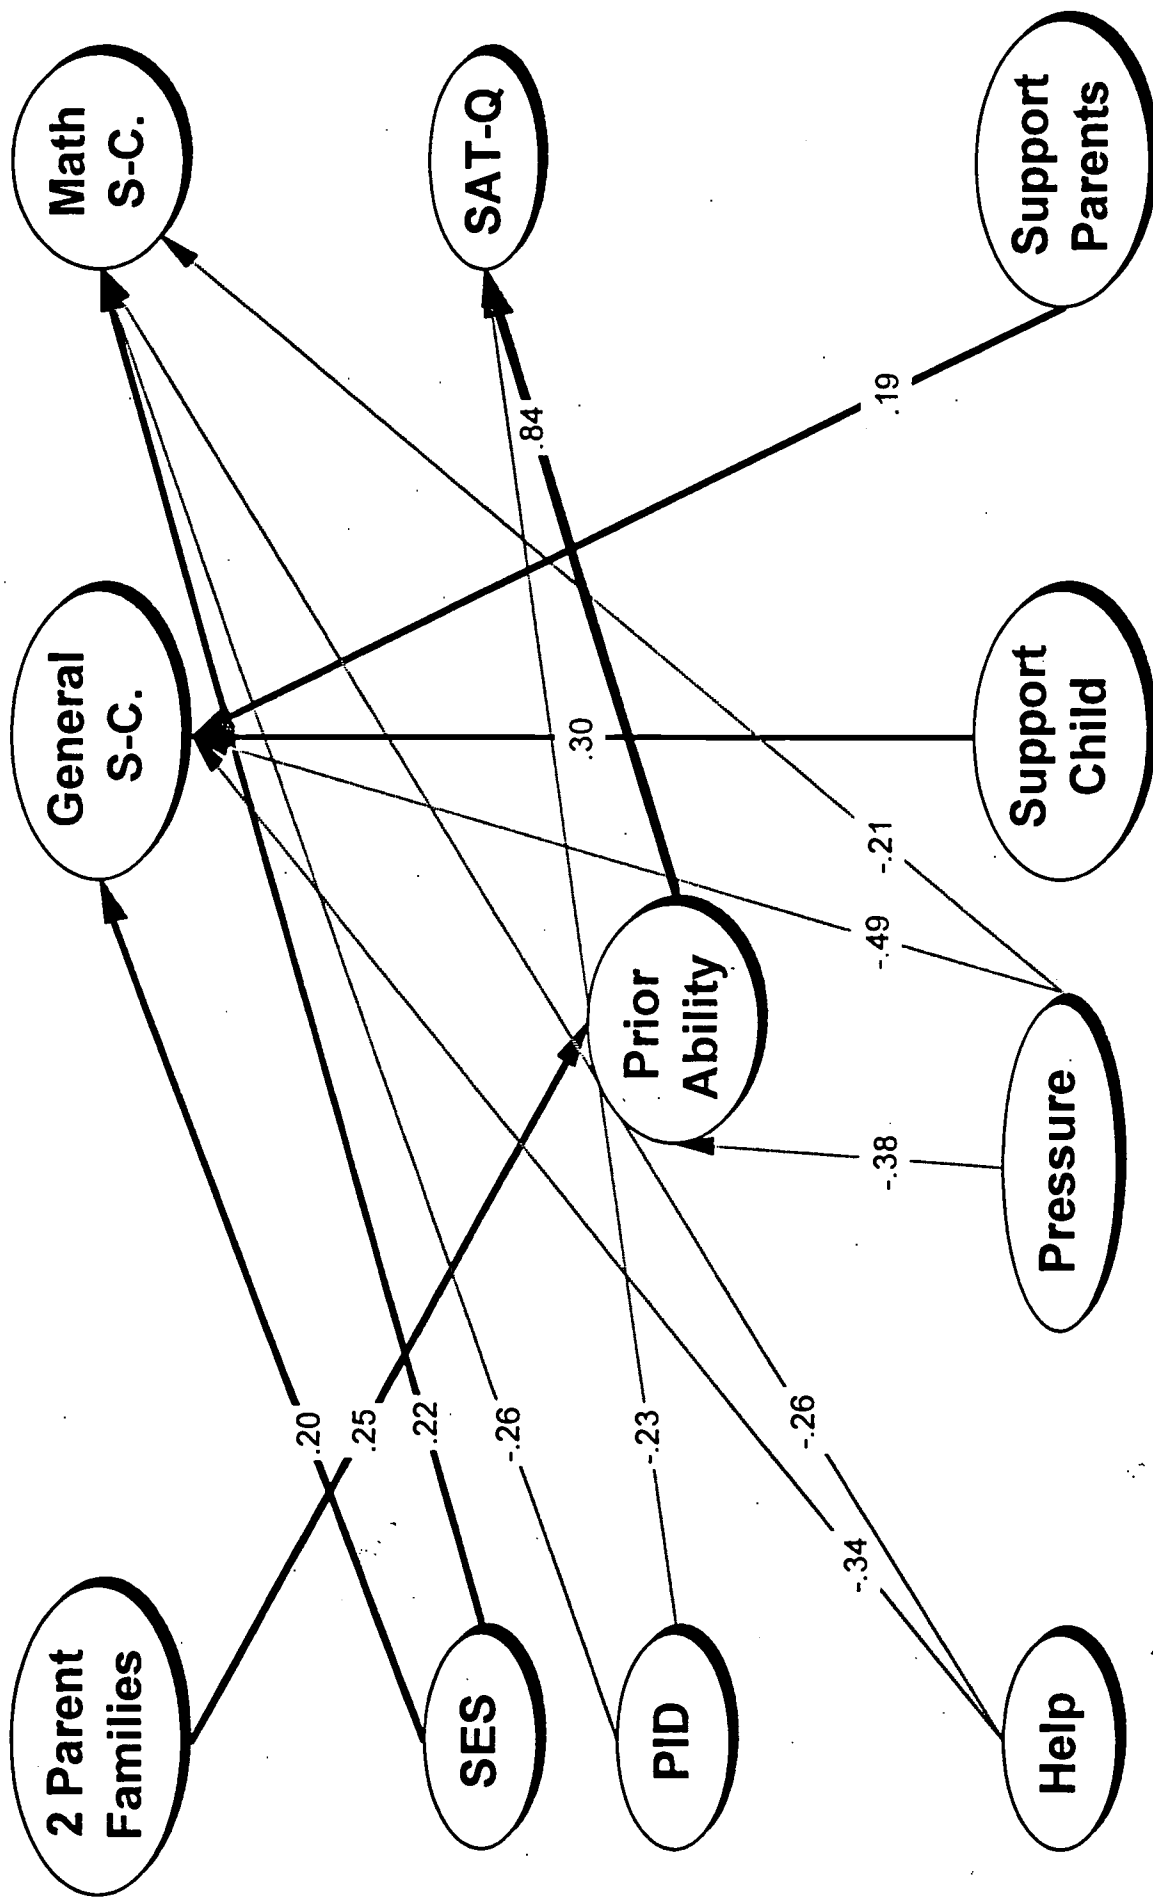 2 Parent
Families
General
S-C.
Math
S-C.
SES
SAT-Q
PID
Prior
Ability
Help
Pressure
Support
Child
Support
Parents
.20
.25
.22
-.26
-.23
-.26
-.34
-.38
-.49
-.21
.30
.84
.19